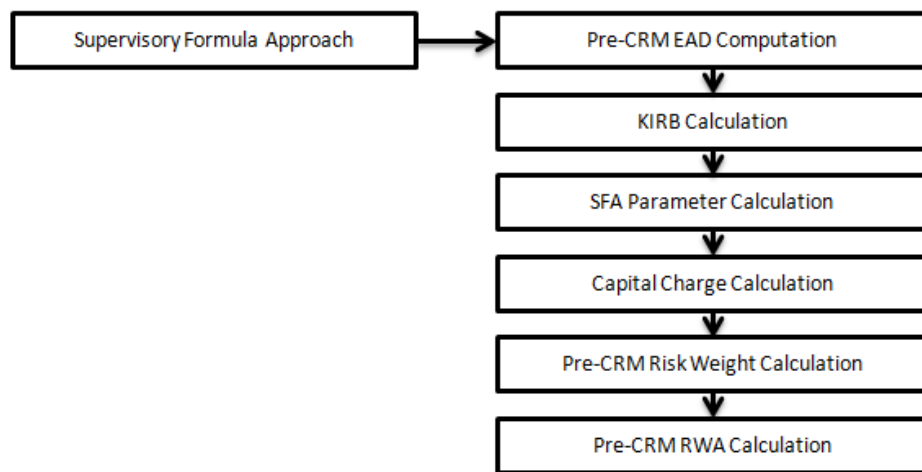 Supervisory Formula Approach
Pre-CRM EAD Computation
KIRB Calculation
SFA Parameter Calculation
Capital Charge Calculation
Pre-CRM Risk Weight Calculation
Pre-CRM RWA Calculation